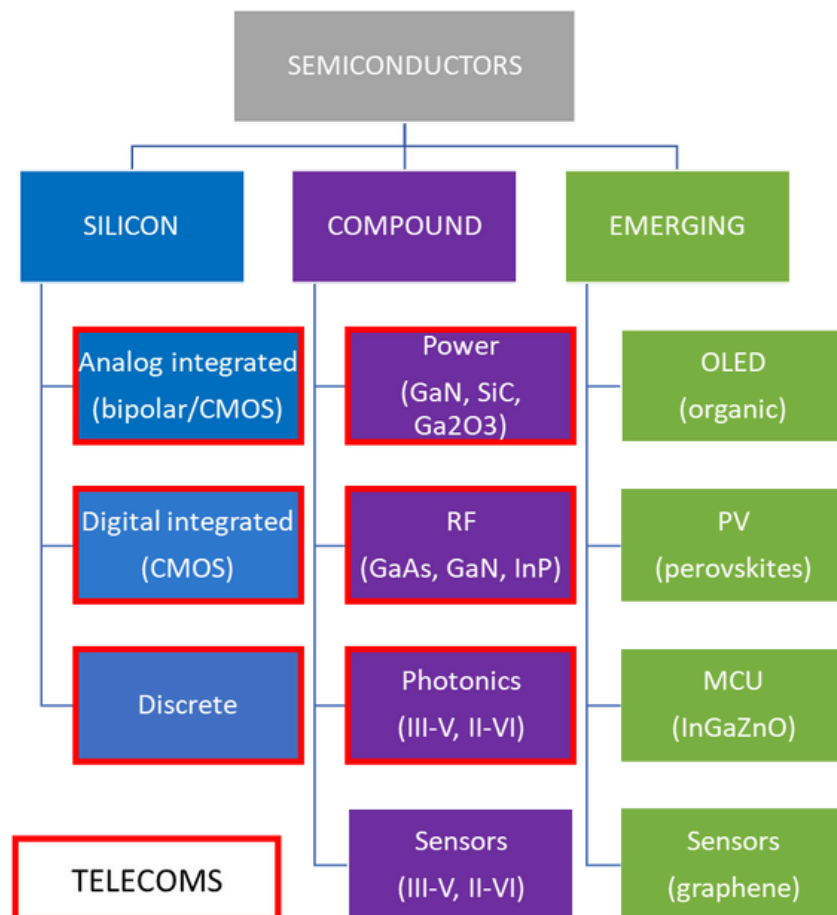 SEMICONDUCTORS
SILICON
COMPOUND
EMERGING
Analog integrated
(bipolar/CMOS)
Power
(GaN, SiC,
Ga2O3)
OLED
(organic)
Digital integrated
(CMOS)
RF
(GaAs, GaN, InP)
PV
(perovskites)
Discrete
Photonics
(III-V, II-VI)
MCU
(InGaZnO)
TELECOMS
Sensors
(III-V, II-VI)
Sensors
(graphene)